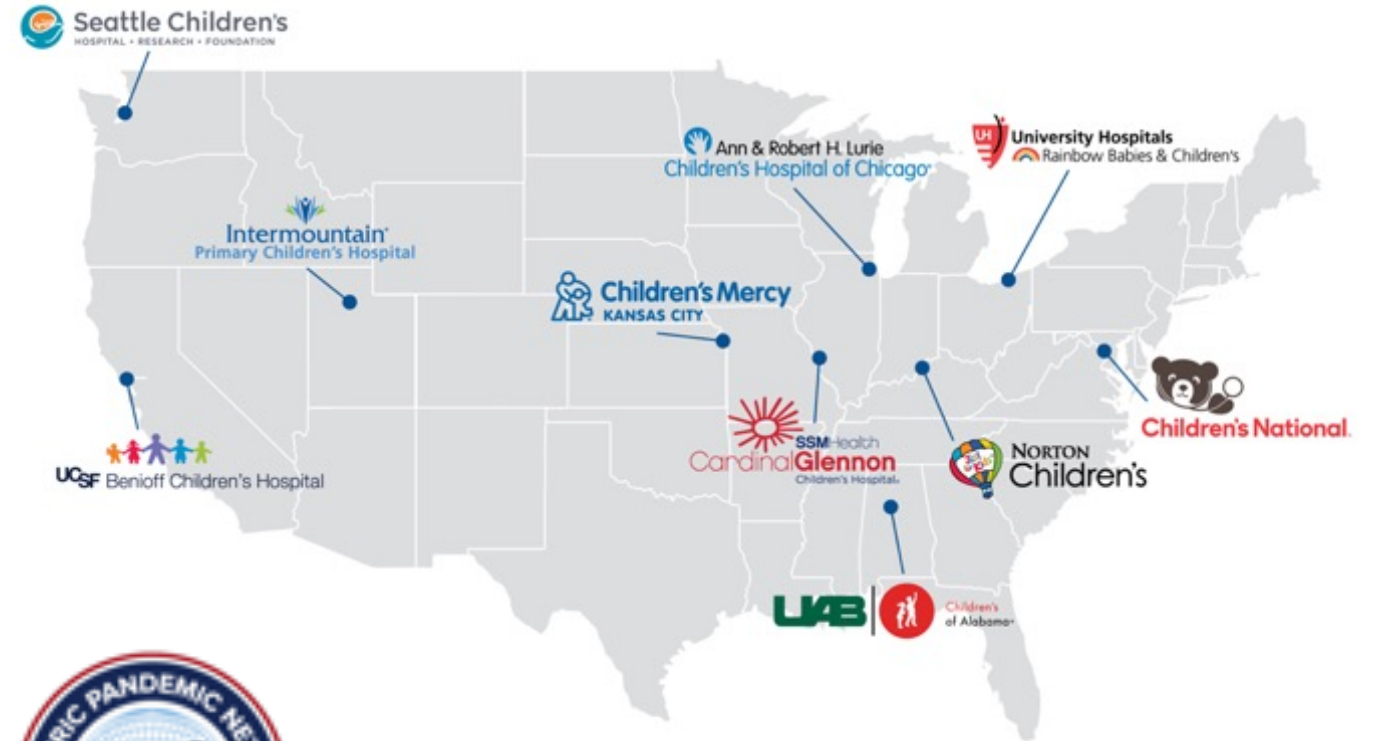 Seattle Children's
HOSPITAL • RESEARCH • FOUNDATION
Ann & Robert H. Lurie
Children's Hospital of Chicago®
UH University Hospitals
Rainbow Babies & Children's
Intermountain®
Primary Children's Hospital
Children's Mercy
KANSAS CITY
Children's National.
SSMHealth
CardinalGlennon
Children's Hospital.
NORTON
Children's
UCSF Benioff Children's Hospital
UAB
Children's
of Alabama®
PANDEMIC